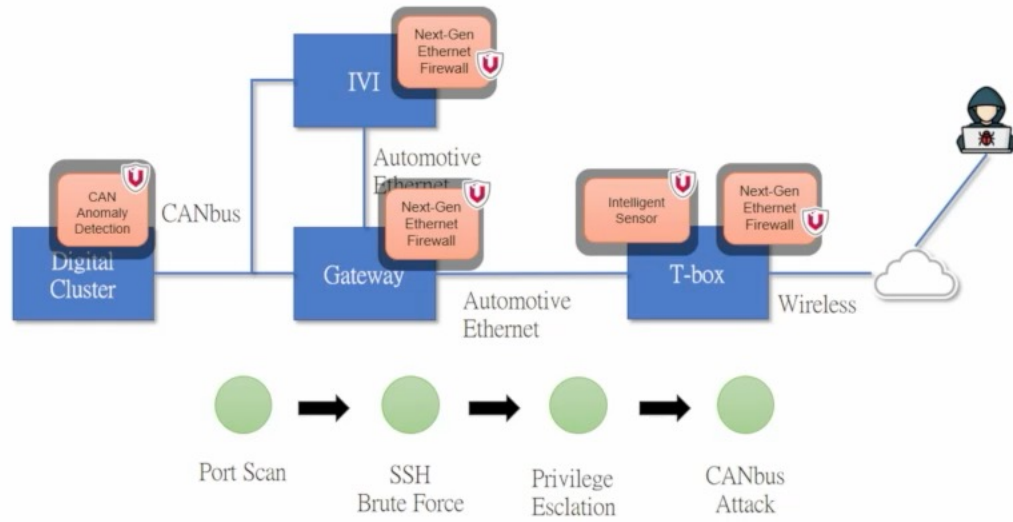 Next-Gen
Ethernet
Firewall
IVI
Automotive
Ethernet
CAN
Anomaly
Detection
CANbus
Next-Gen
Ethernet
Firewall
Intelligent
Sensor
Next-Gen
Ethernet
Firewall
Digital
Cluster
Gateway
T-box
Automotive
Ethernet
Wireless
Port Scan
SSH
Brute Force
Privilege
Esclation
CANbus
Attack